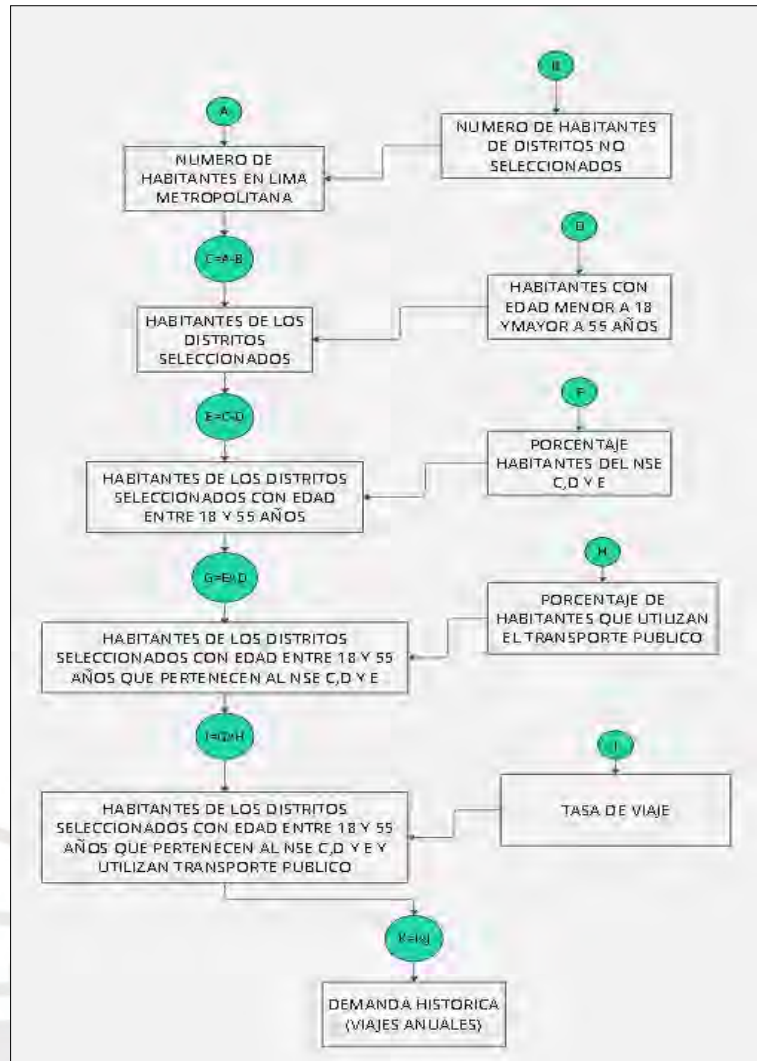 B
A
NUMERO DE HABITANTES
DE DISTRITOS NO
SELECCIONADOS
NUMERO DE
HABITANTES EN LIMA
METROPOLITANA
C=A-B
D
HABITANTES CON
EDAD MENOR A 18
YMAYOR A 55 AÑOS
HABITANTES DE LOS
DISTRITOS
SELECCIONADOS
E=C-D
F
PORCENTAJE
HABITANTES DEL NSE
C,D Y E
HABITANTES DE LOS DISTRITOS
SELECCIONADOS CON EDAD
ENTRE 18 Y 55 AÑOS
H
PORCENTAJE DE
HABITANTES QUE UTILIZAN
EL TRANSPORTE PUBLICO
HABITANTES DE LOS DISTRITOS
SELECCIONADOS CON EDAD ENTRE 18 Y 55
AÑOS QUE PERTENECEN AL NSE C,D Y E
TASA DE VIAJE
HABITANTES DE LOS DISTRITOS
SELECCIONADOS CON EDAD ENTRE 18 Y 55
AÑOS QUE PERTENECEN AL NSE C,D Y E Y
UTILIZAN TRANSPORTE PUBLICO
DEMANDA HISTORICA
(VIAJES ANUALES)